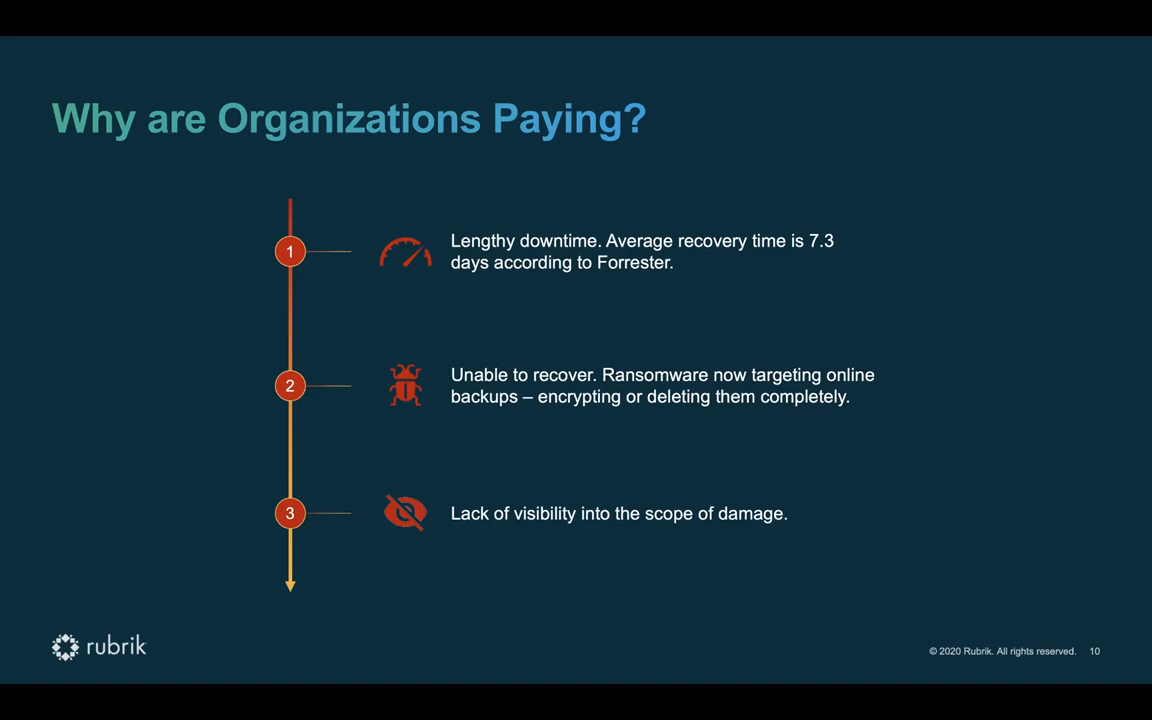 Why are Organizations Paying?
1
Lengthy downtime. Average recovery time is 7.3
days according to Forrester.
2
Unable to recover. Ransomware now targeting online
backups – encrypting or deleting them completely.
3
Lack of visibility into the scope of damage.
rubrik
© 2020 Rubrik. All rights reserved. 10